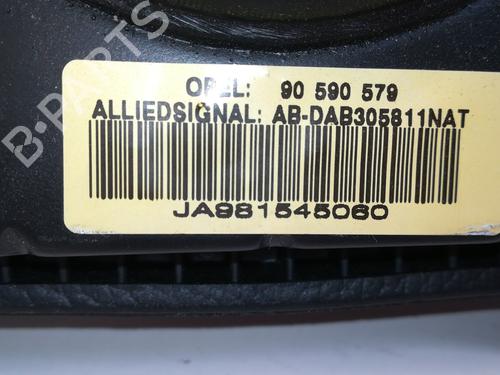 OPEL: 90 590 579
ALLIEDSIGNAL: AB-DAB305811NAT
JA981545060
B-PARTS